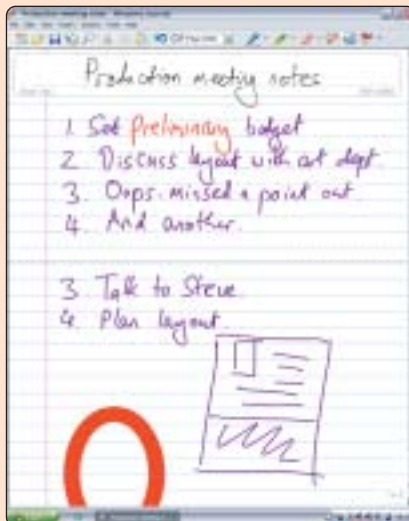 Production meeting notes
1 Set Preliminary budget
2. Discuss layout with art dept.
3. Oops. missed a point out
4. And another.
3. Talk to Steve
4. Plan layout.